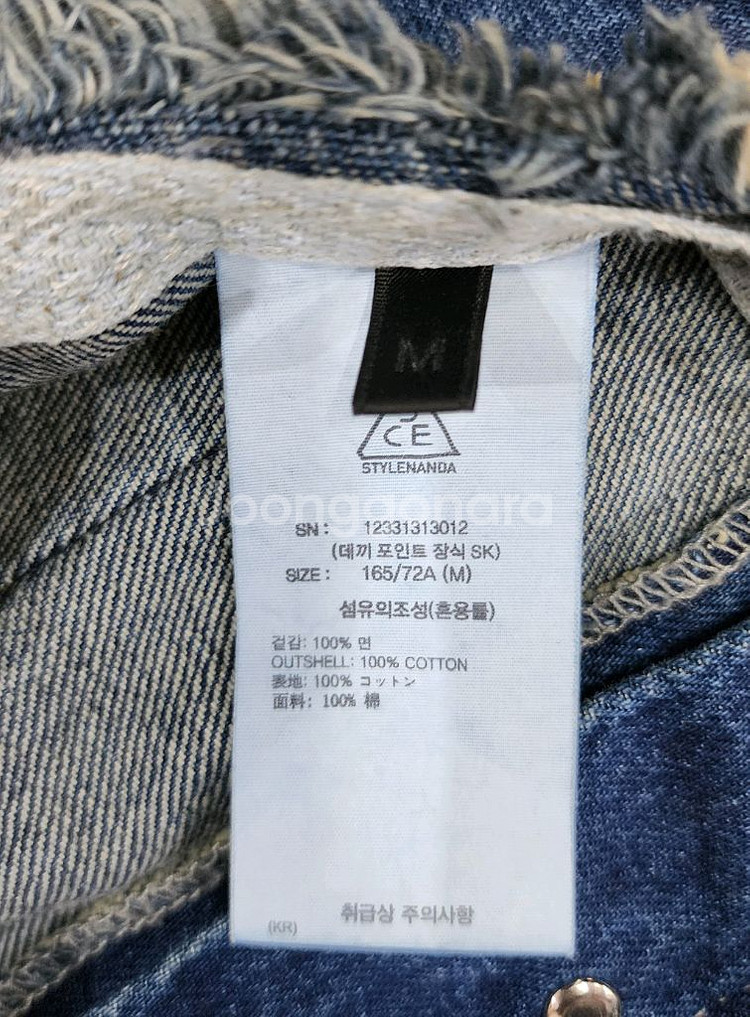 M
CE
STYLENANDA
SN : 12331313012
(데끼 포인트 장식 SK)
SIZE : 165/72A (M)
섬유의조성(혼용률)
겉감: 100% 면
OUTSHELL: 100% COTTON
表地: 100% コットン
面料: 100% 棉
취급상 주의사항
(KR)